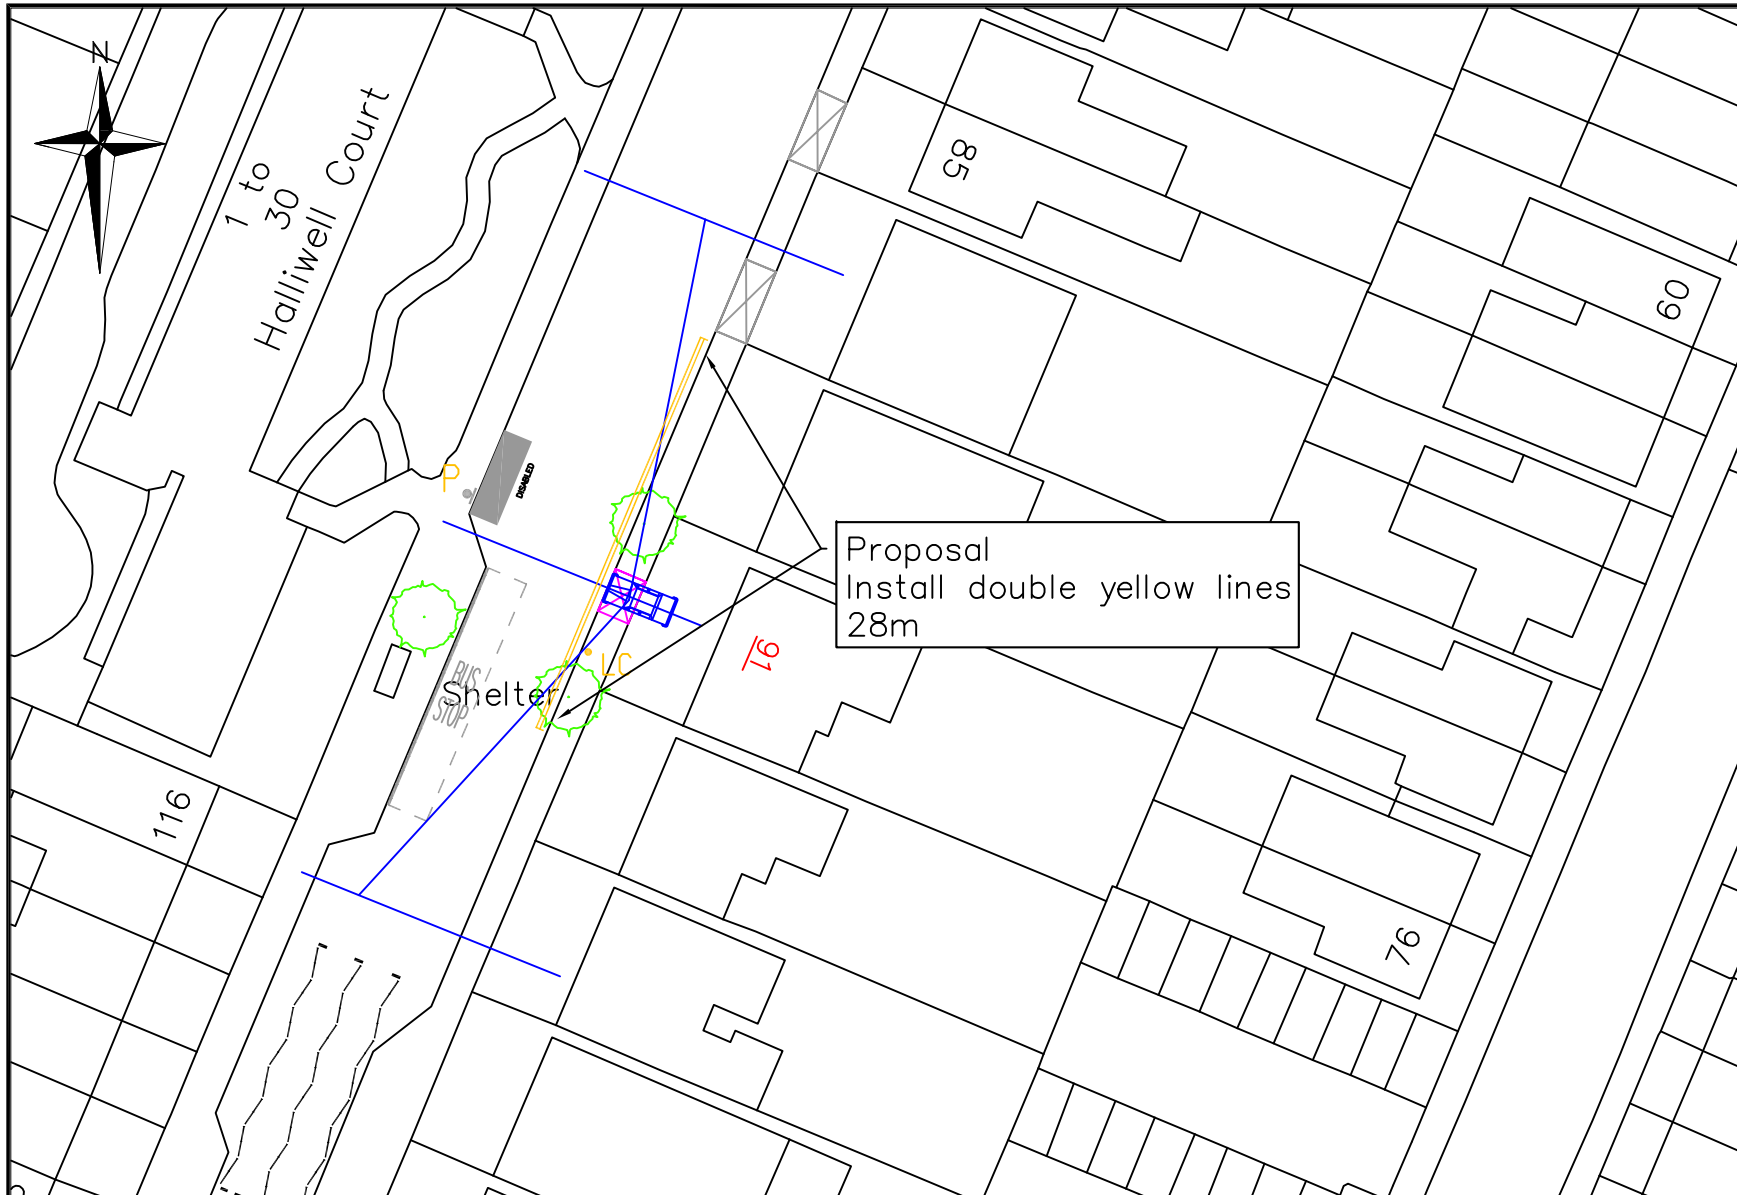 N
1 to
30
Halliwell Court
85
60
P
DISABLED
Proposal
Install double yellow lines
28m
91
LC
BUS
STOP
Shelter
116
76